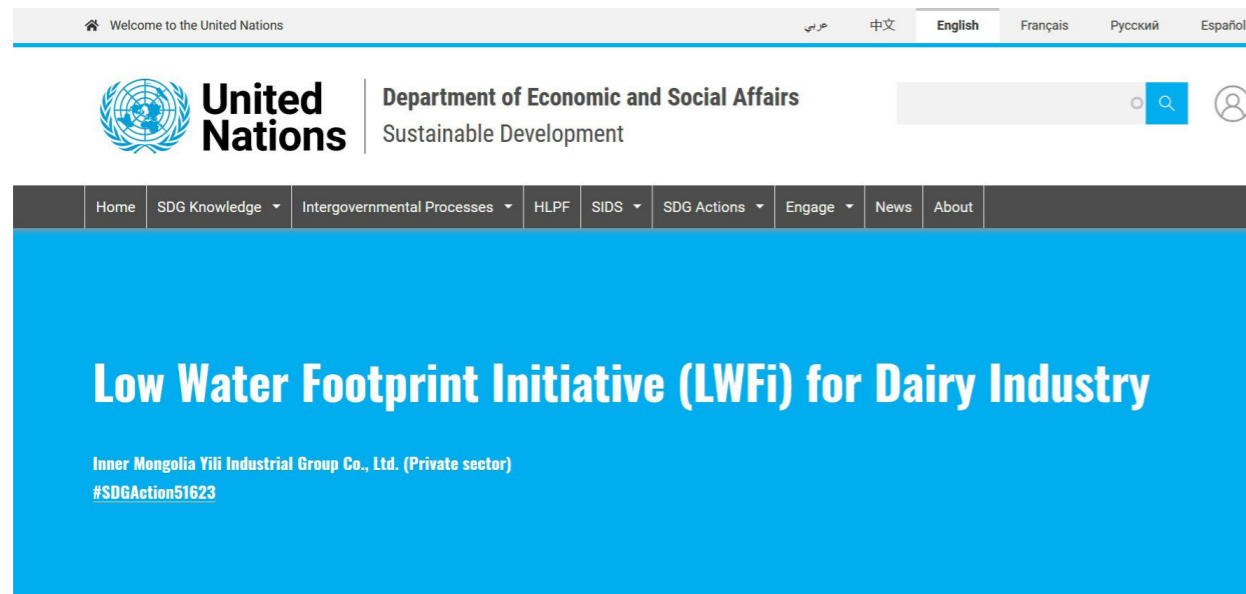 Welcome to the United Nations
عربي
中文
English
Français
Русский
Español
United
Nations
Department of Economic and Social Affairs
Sustainable Development
Home
SDG Knowledge
Intergovernmental Processes
HLPF
SIDS
SDG Actions
Engage
News
About
Low Water Footprint Initiative (LWFi) for Dairy Industry
Inner Mongolia Yili Industrial Group Co., Ltd. (Private sector)
#SDGAction51623